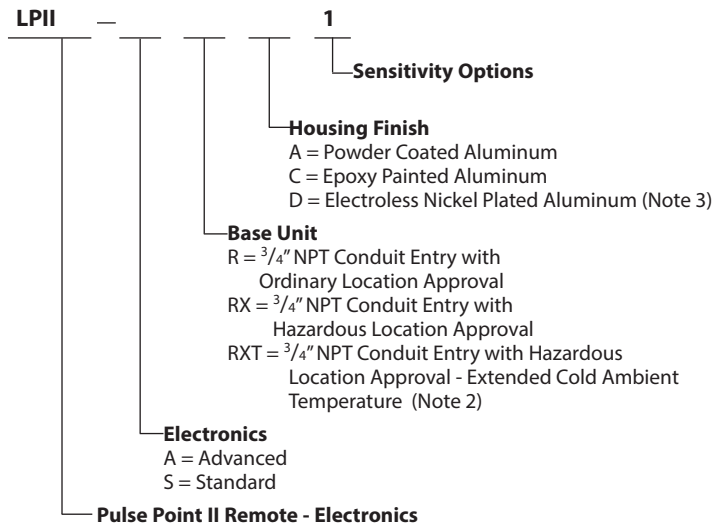 LPII — 1
Sensitivity Options
Housing Finish
A = Powder Coated Aluminum
C = Epoxy Painted Aluminum
D = Electroless Nickel Plated Aluminum (Note 3)
Base Unit
R = 3/4" NPT Conduit Entry with
Ordinary Location Approval
RX = 3/4" NPT Conduit Entry with
Hazardous Location Approval
RXT = 3/4" NPT Conduit Entry with Hazardous
Location Approval - Extended Cold Ambient
Temperature (Note 2)
Electronics
A = Advanced
S = Standard
Pulse Point II Remote - Electronics